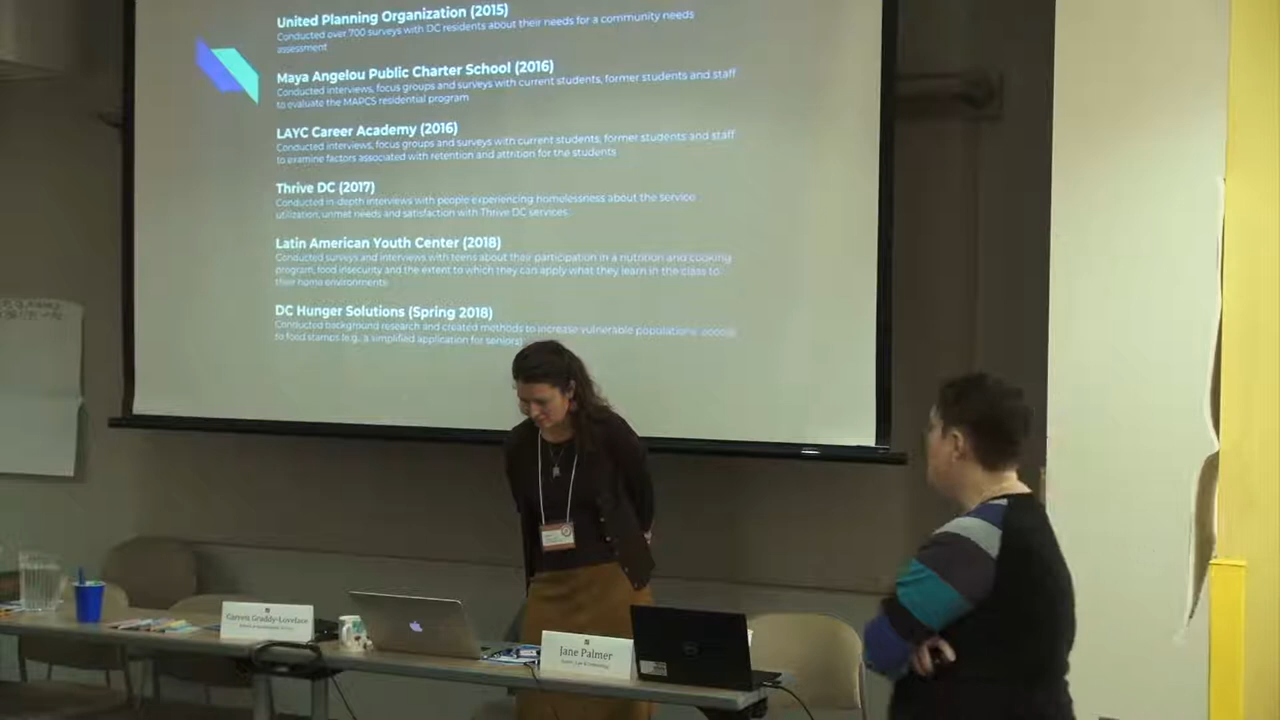 United Planning Organization (2015)
Conducted over 700 surveys with DC residents about their needs for a community needs
assessment
Maya Angelou Public Charter School (2016)
Conducted interviews, focus groups and surveys with current students, former students and staff
to evaluate the MAPCS residential program
LAYC Career Academy (2016)
Conducted interviews, focus groups and surveys with current students, former students and staff
to examine factors associated with retention and attrition for the students
Thrive DC (2017)
Conducted in-depth interviews with people experiencing homelessness about the service
utilization, unmet needs and satisfaction with Thrive DC services
Latin American Youth Center (2018)
Conducted surveys and interviews with teens about their participation in a nutrition and cooking
program, food insecurity and the extent to which they can apply what they learn in the class to
their home environments
DC Hunger Solutions (Spring 2018)
Conducted background research and created methods to increase vulnerable populations' access
to food stamps (e.g., a simplified application for seniors)
Garrett Graddy-Lovelace
Jane Palmer